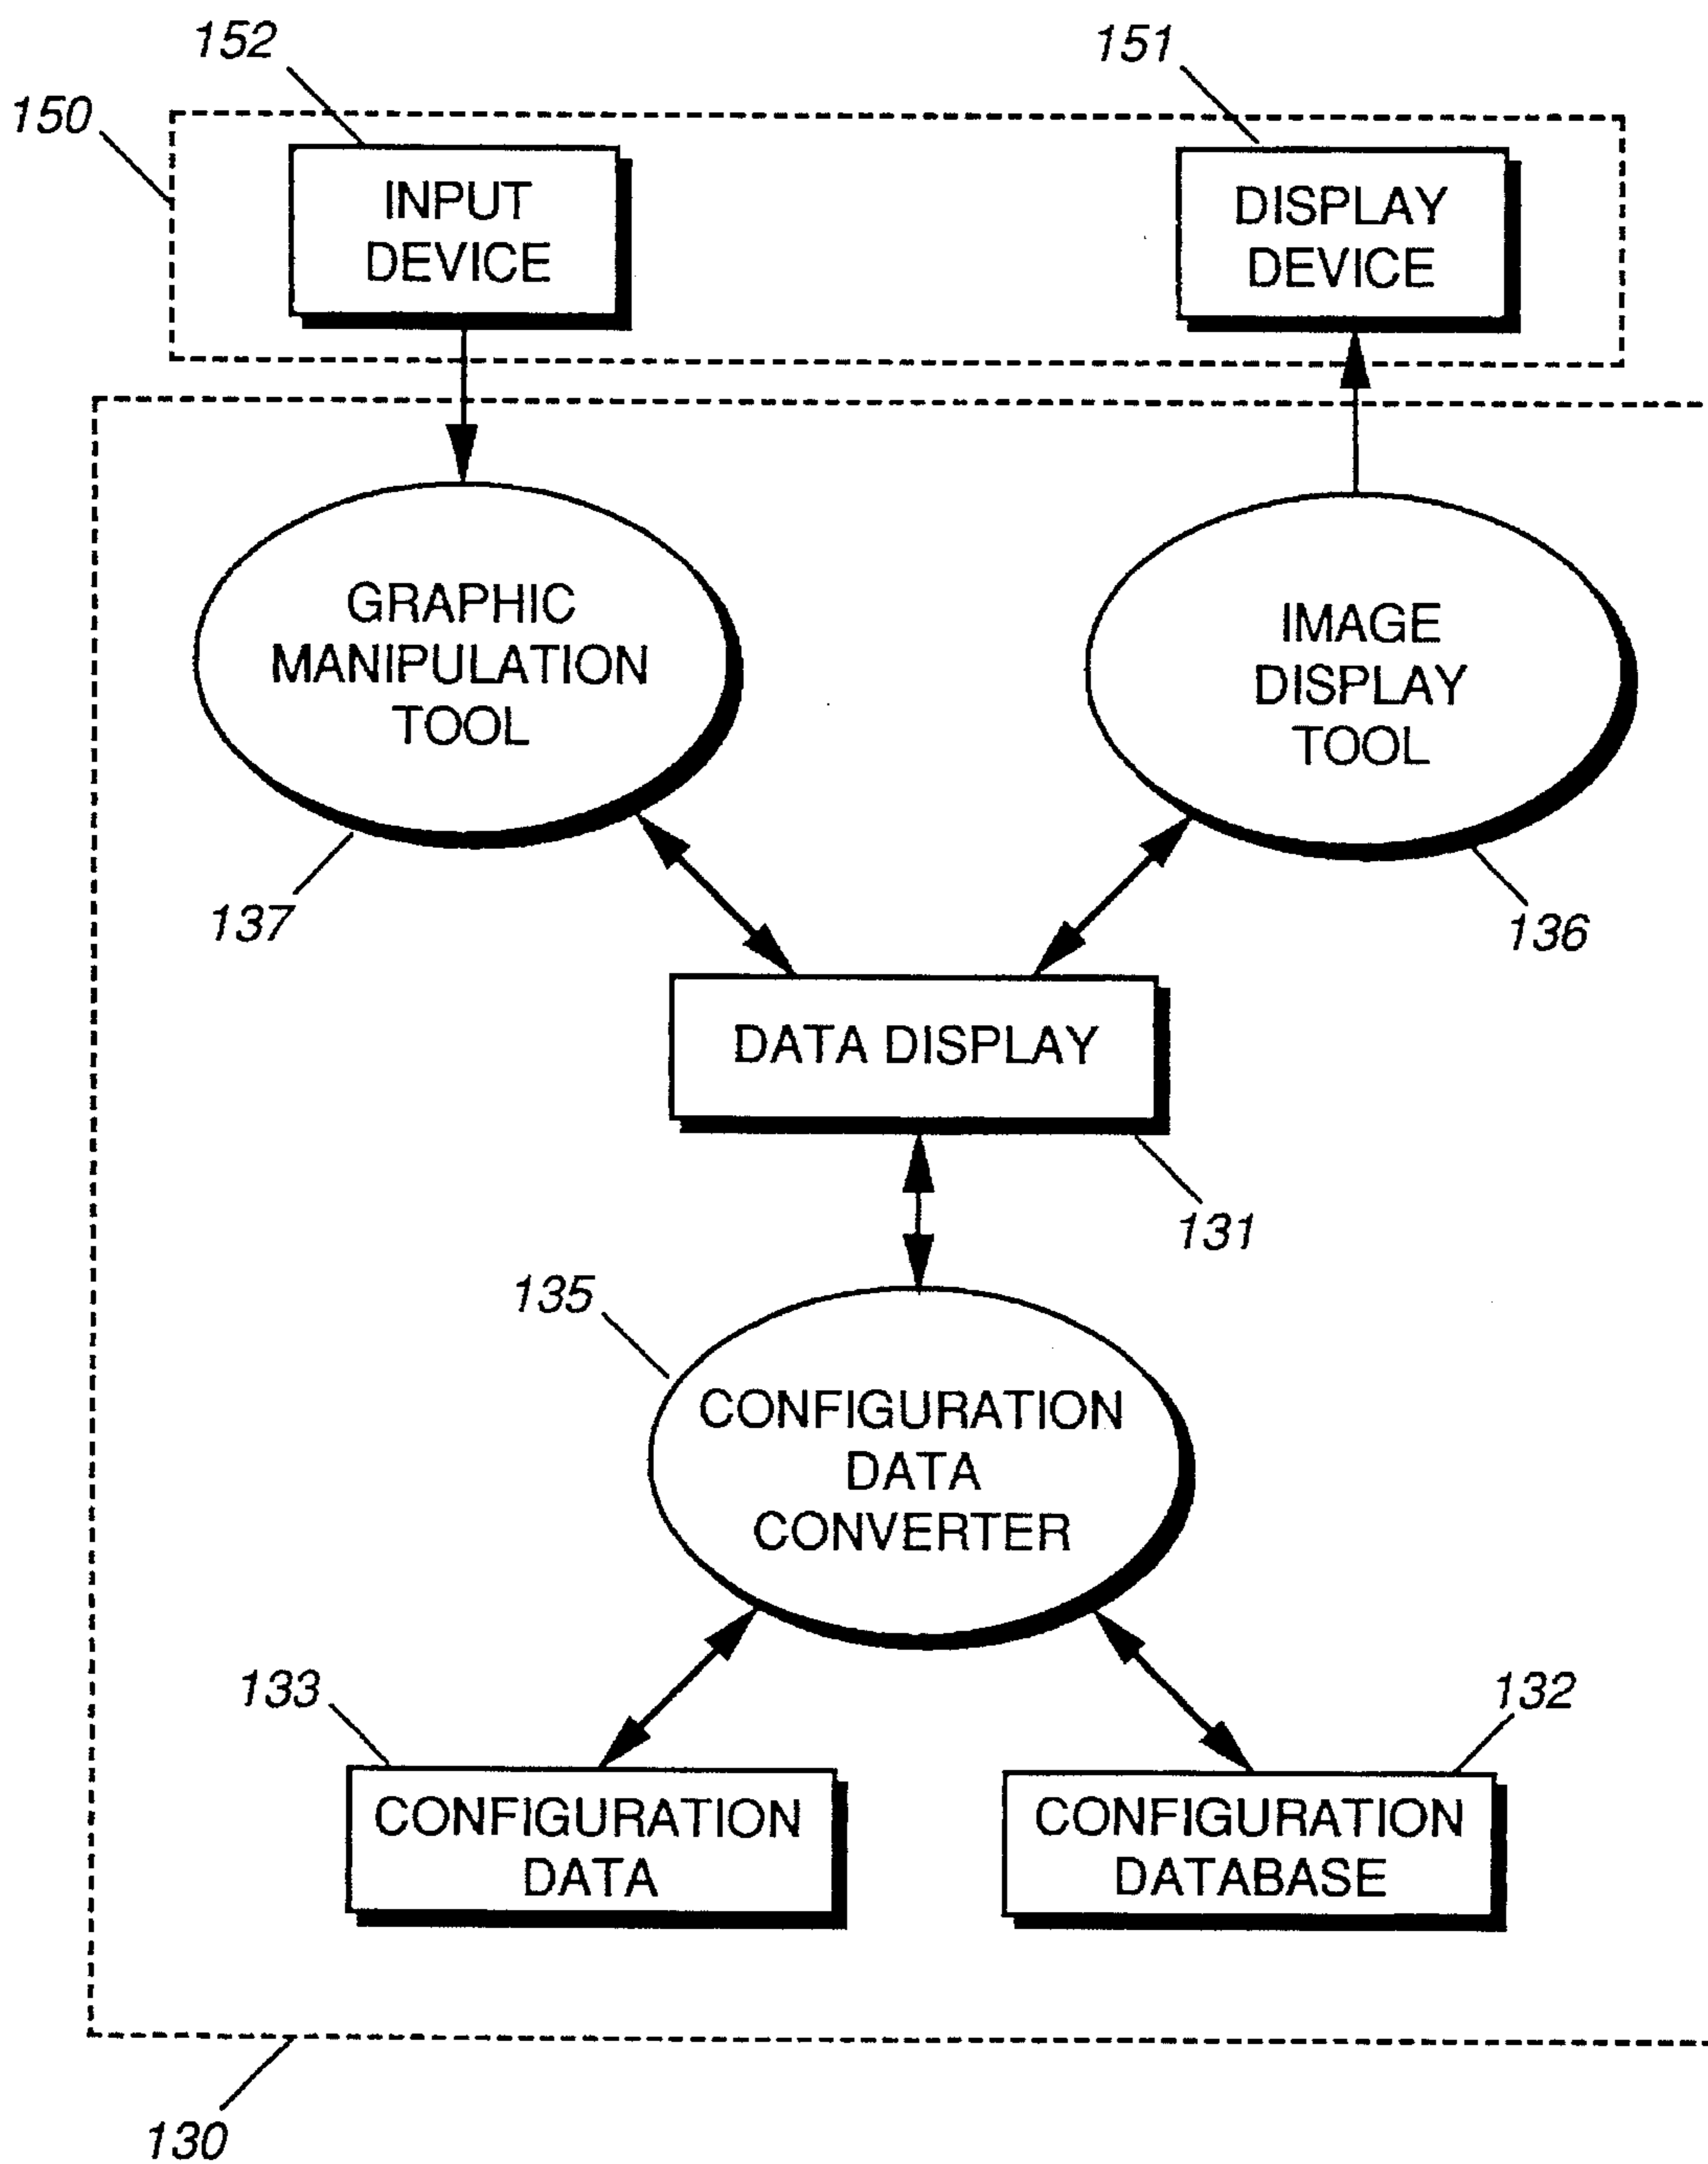 152
151
150
INPUT
DEVICE
DISPLAY
DEVICE
GRAPHIC
MANIPULATION
TOOL
IMAGE
DISPLAY
TOOL
137
136
DATA DISPLAY
131
135
CONFIGURATION
DATA
CONVERTER
133
132
CONFIGURATION
DATA
CONFIGURATION
DATABASE
130